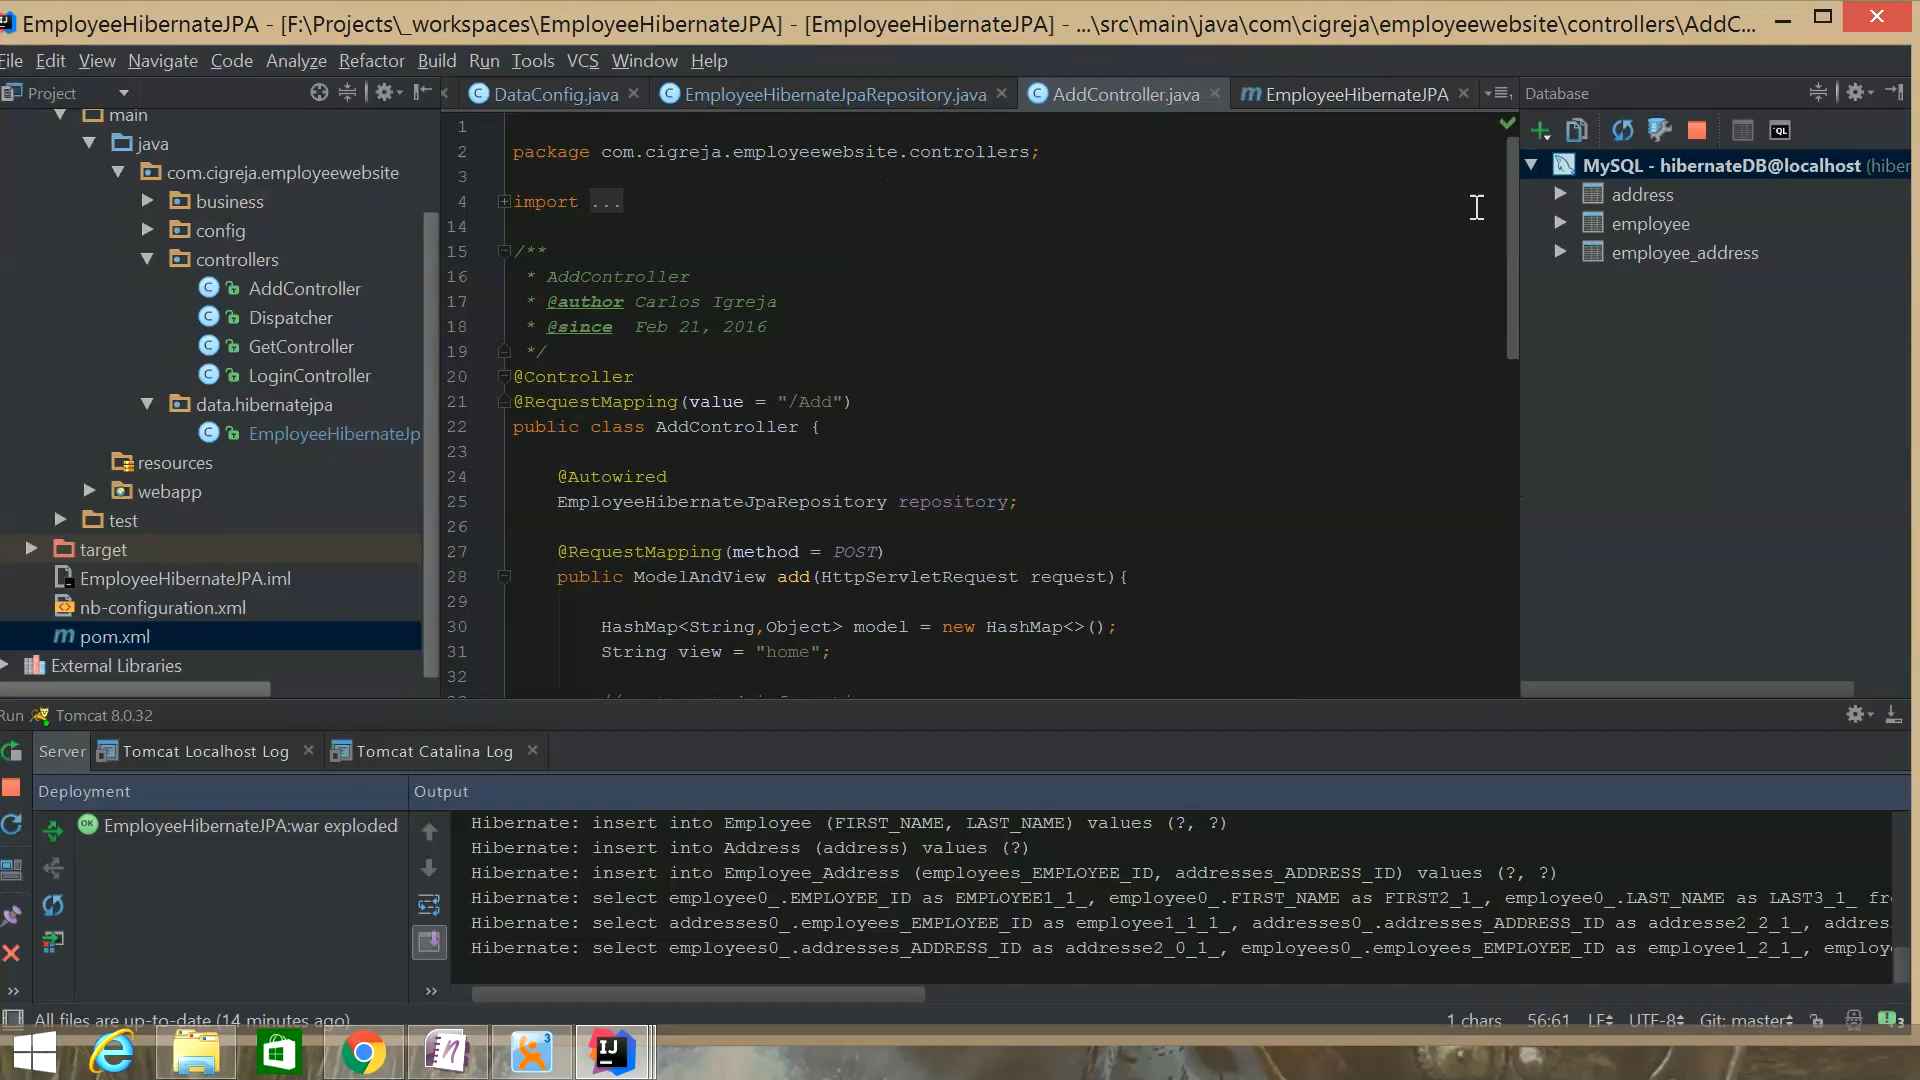 EmployeeHibernateJPA - [F:\Projects\_workspaces\EmployeeHibernateJPA] - [EmployeeHibernateJPA] - ...\src\main\java\com\cigreja\employeewebsite\controllers\AddC...
File Edit View Navigate Code Analyze Refactor Build Run Tools VCS Window Help
Project
DataConfig.java
EmployeeHibernateJpaRepository.java
AddController.java
EmployeeHibernateJPA
Database
main
java
com.cigreja.employeewebsite
business
config
controllers
AddController
Dispatcher
GetController
LoginController
data.hibernatejpa
EmployeeHibernateJp
resources
webapp
test
target
EmployeeHibernateJPA.iml
nb-configuration.xml
pom.xml
External Libraries
1
2 package com.cigreja.employeewebsite.controllers;
3
4 import ...
14
15 /**
16 * AddController
17 * @author Carlos Igreja
18 * @since Feb 21, 2016
19 */
20 @Controller
21 @RequestMapping(value = "/Add")
22 public class AddController {
23
24 @Autowired
25 EmployeeHibernateJpaRepository repository;
26
27 @RequestMapping(method = POST)
28 public ModelAndView add(HttpServletRequest request){
29
30 HashMap<String,Object> model = new HashMap<>();
31 String view = "home";
32
MySQL - hibernateDB@localhost (hiber
address
employee
employee_address
Run Tomcat 8.0.32
Server
Tomcat Localhost Log
Tomcat Catalina Log
Deployment
Output
EmployeeHibernateJPA:war exploded
Hibernate: insert into Employee (FIRST_NAME, LAST_NAME) values (?, ?)
Hibernate: insert into Address (address) values (?)
Hibernate: insert into Employee_Address (employees_EMPLOYEE_ID, addresses_ADDRESS_ID) values (?, ?)
Hibernate: select employee0_.EMPLOYEE_ID as EMPLOYEE1_1_, employee0_.FIRST_NAME as FIRST2_1_, employee0_.LAST_NAME as LAST3_1_ fr
Hibernate: select addresses0_.employees_EMPLOYEE_ID as employee1_1_1_, addresses0_.addresses_ADDRESS_ID as addresse2_2_1_, addres
Hibernate: select employees0_.addresses_ADDRESS_ID as addresse2_0_1_, employees0_.employees_EMPLOYEE_ID as employee1_2_1_, employ
All files are up-to-date (14 minutes ago)
1 chars 56:61 LF UTF-8 Git: master